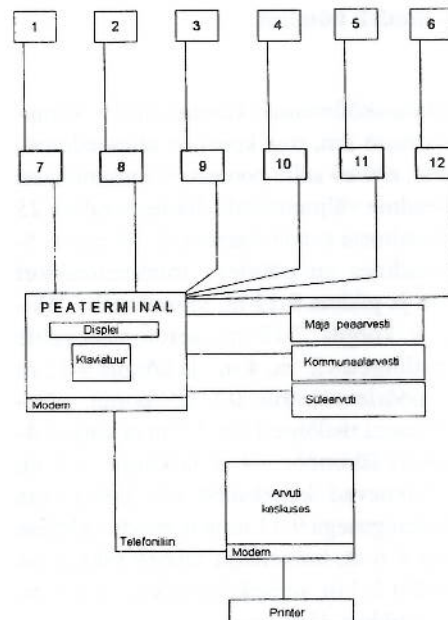 1 2 3 4 5 6
7 8 9 10 11 12
PEATERMINAL
Displei
Klaviatuur
Modem
Maja peaarvesti
Kommunaalarvesti
Sülearvuti
Arvuti
keskuses
Telefoniliin
Modem
Printer